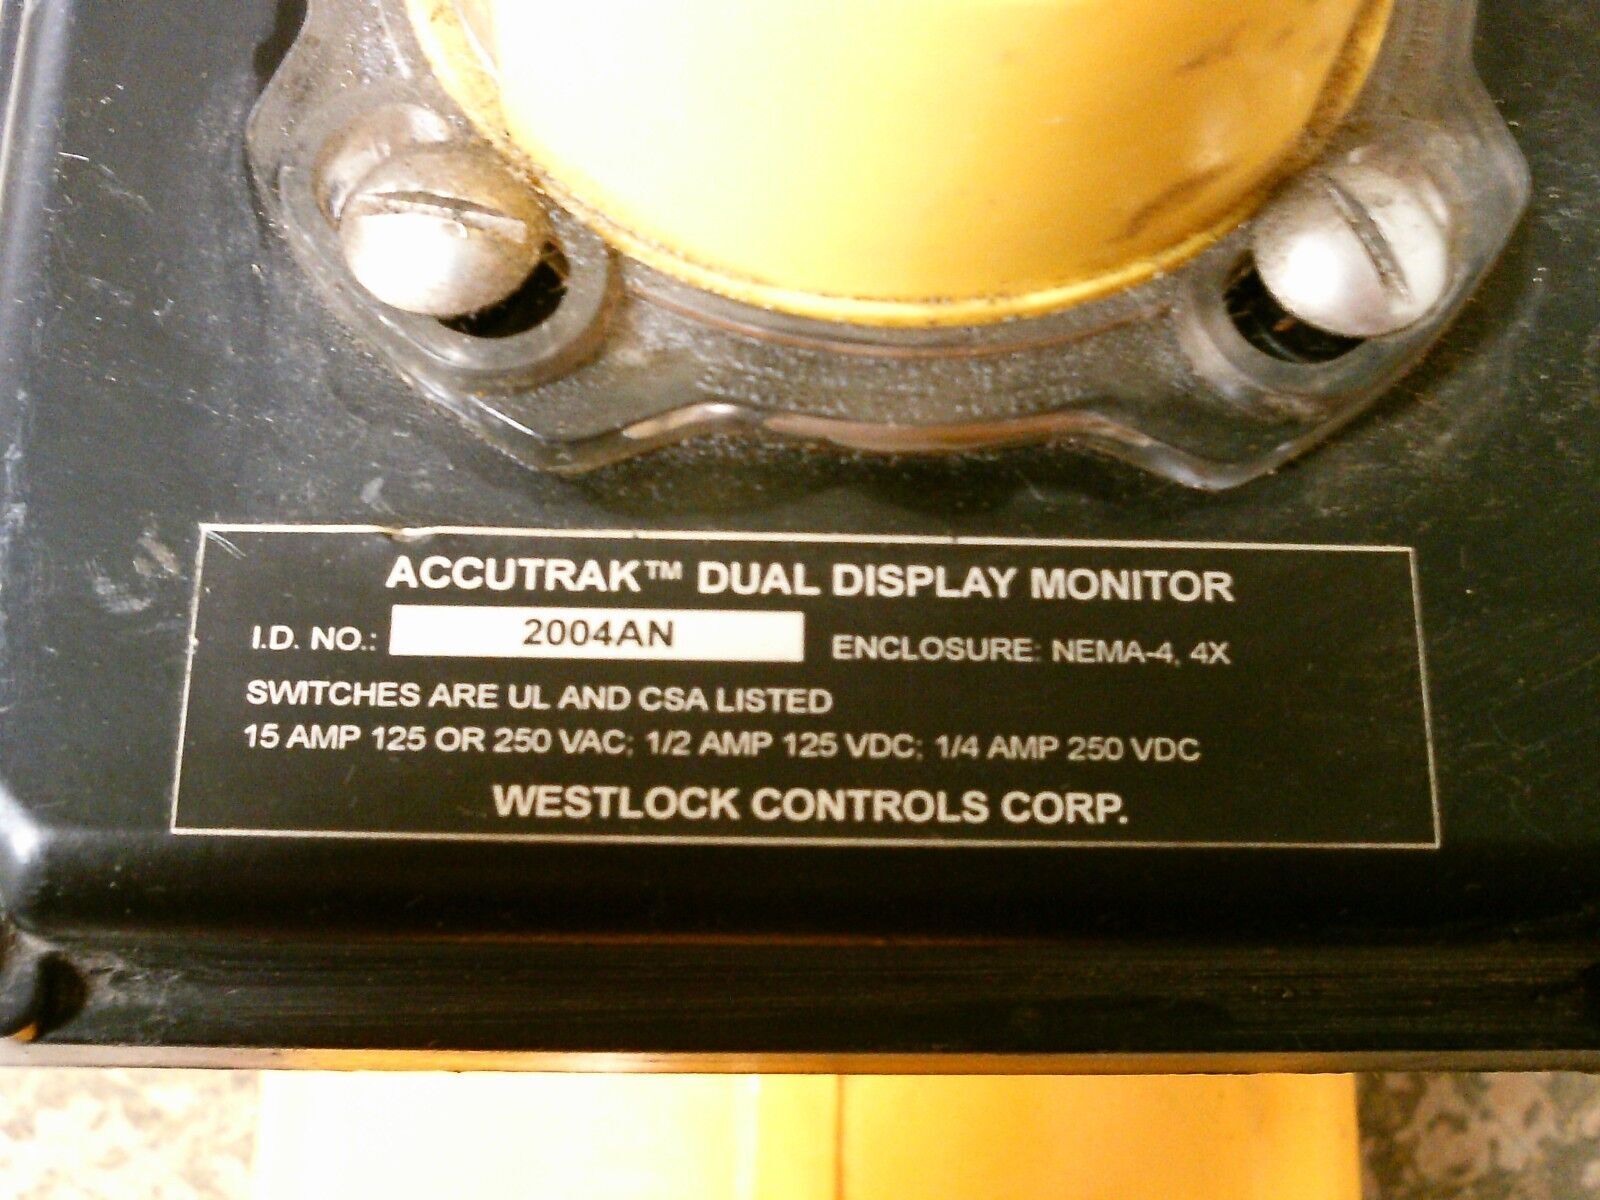 ACCUTRAK™ DUAL DISPLAY MONITOR
I.D. NO.: 2004AN ENCLOSURE: NEMA-4, 4X
SWITCHES ARE UL AND CSA LISTED
15 AMP 125 OR 250 VAC; 1/2 AMP 125 VDC; 1/4 AMP 250 VDC
WESTLOCK CONTROLS CORP.